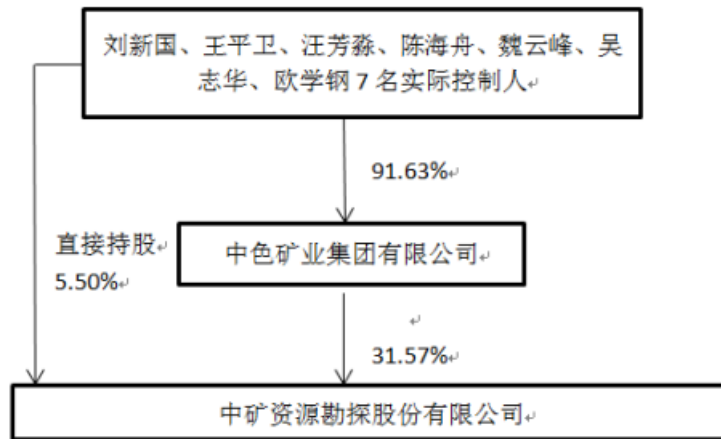 刘新国、王平卫、汪芳淼、陈海舟、魏云峰、吴
志华、欧学钢 7 名实际控制人
91.63%
直接持股
5.50%
中色矿业集团有限公司
31.57%
中矿资源勘探股份有限公司